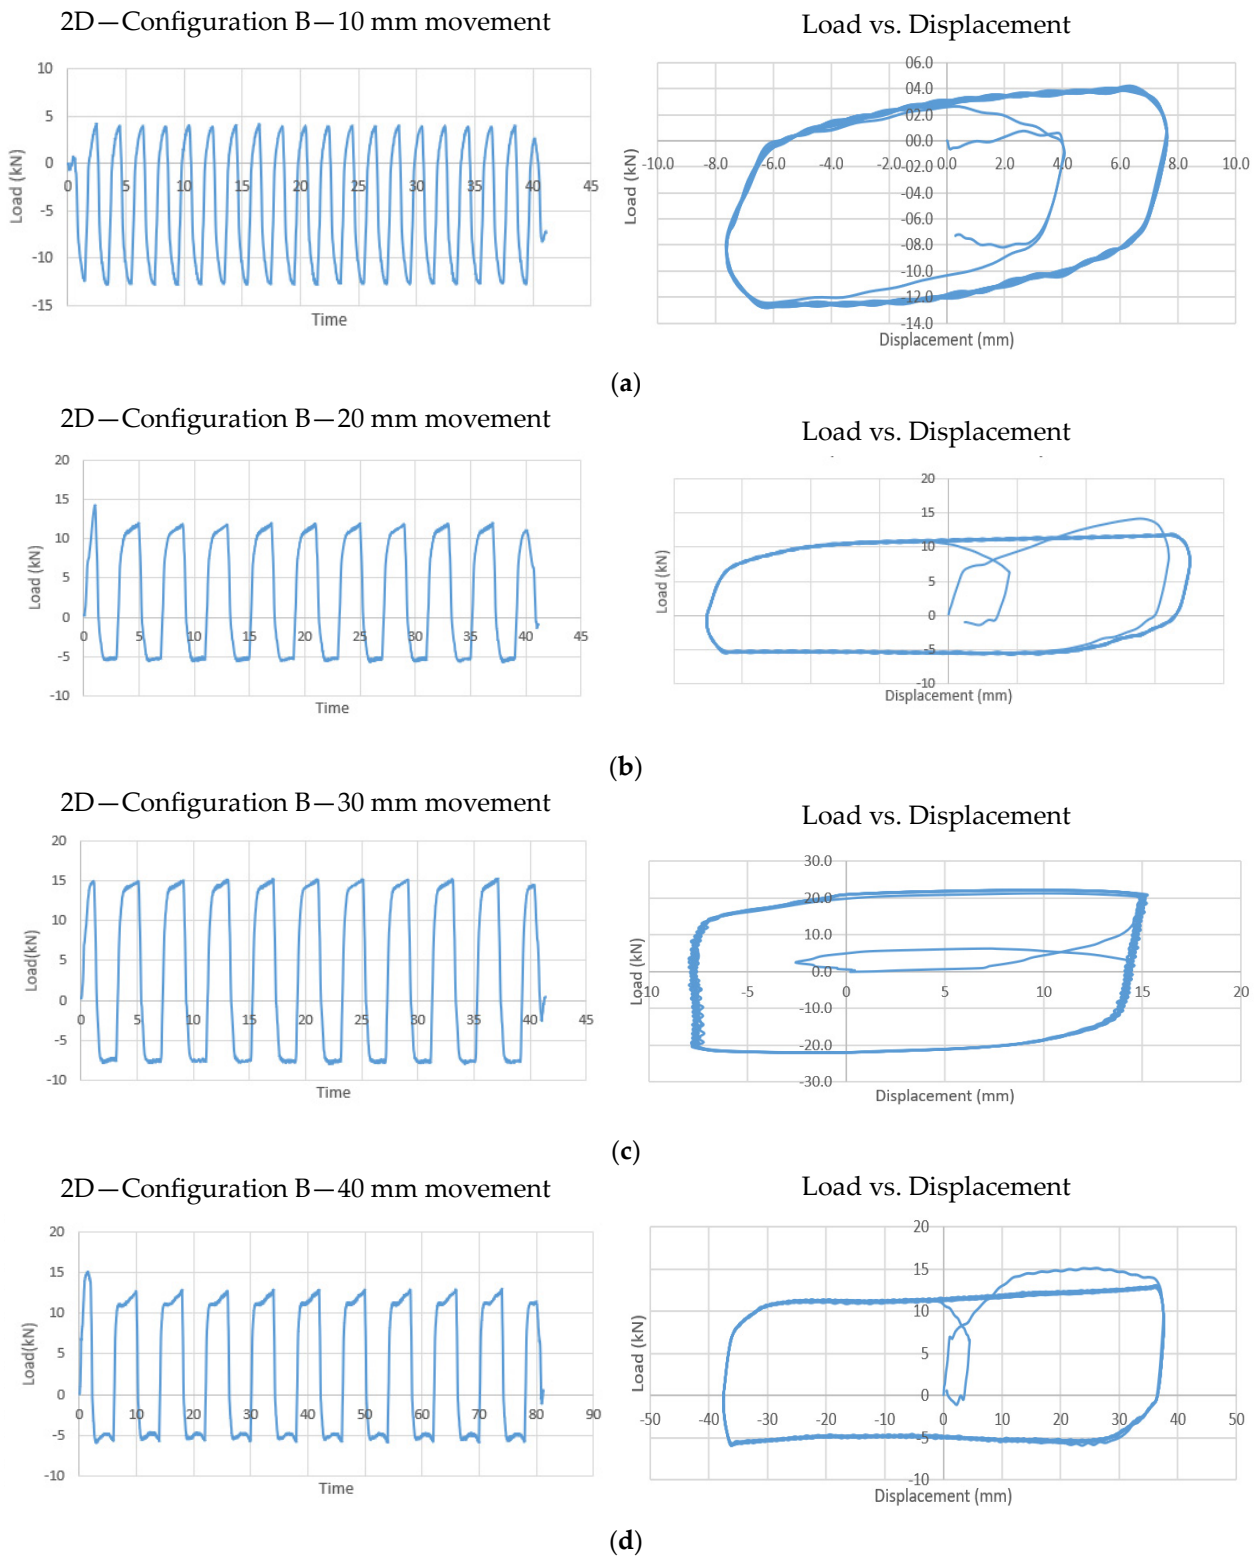 2D—Configuration B—10 mm movement
Load vs. Displacement
10
5
0
-5
-10
-15
0 5 10 15 20 25 30 35 40 45
Load (kN)
Time
06.0
04.0
02.0
00.0
-02.0
-04.0
-06.0
-08.0
-10.0
-12.0
-14.0
-10.0 -8.0 -6.0 -4.0 -2.0 0.0 2.0 4.0 6.0 8.0 10.0
Load (kN)
Displacement (mm)
(a)
2D—Configuration B—20 mm movement
Load vs. Displacement
20
15
10
5
0
-5
-10
0 5 10 15 20 25 30 35 40 45
Load (kN)
Time
20
15
10
5
0
-5
-10
Load (kN)
Displacement (mm)
(b)
2D—Configuration B—30 mm movement
Load vs. Displacement
20
15
10
5
0
-5
-10
0 5 10 15 20 25 30 35 40 45
Load(kN)
Time
30.0
20.0
10.0
0.0
-10.0
-20.0
-30.0
-10 -5 0 5 10 15 20
Load (kN)
Displacement (mm)
(c)
2D—Configuration B—40 mm movement
Load vs. Displacement
20
15
10
5
0
-5
-10
0 10 20 30 40 50 60 70 80 90
Load(kN)
Time
20
15
10
5
0
-5
-10
-50 -40 -30 -20 -10 0 10 20 30 40 50
Load (kN)
Displacement (mm)
(d)